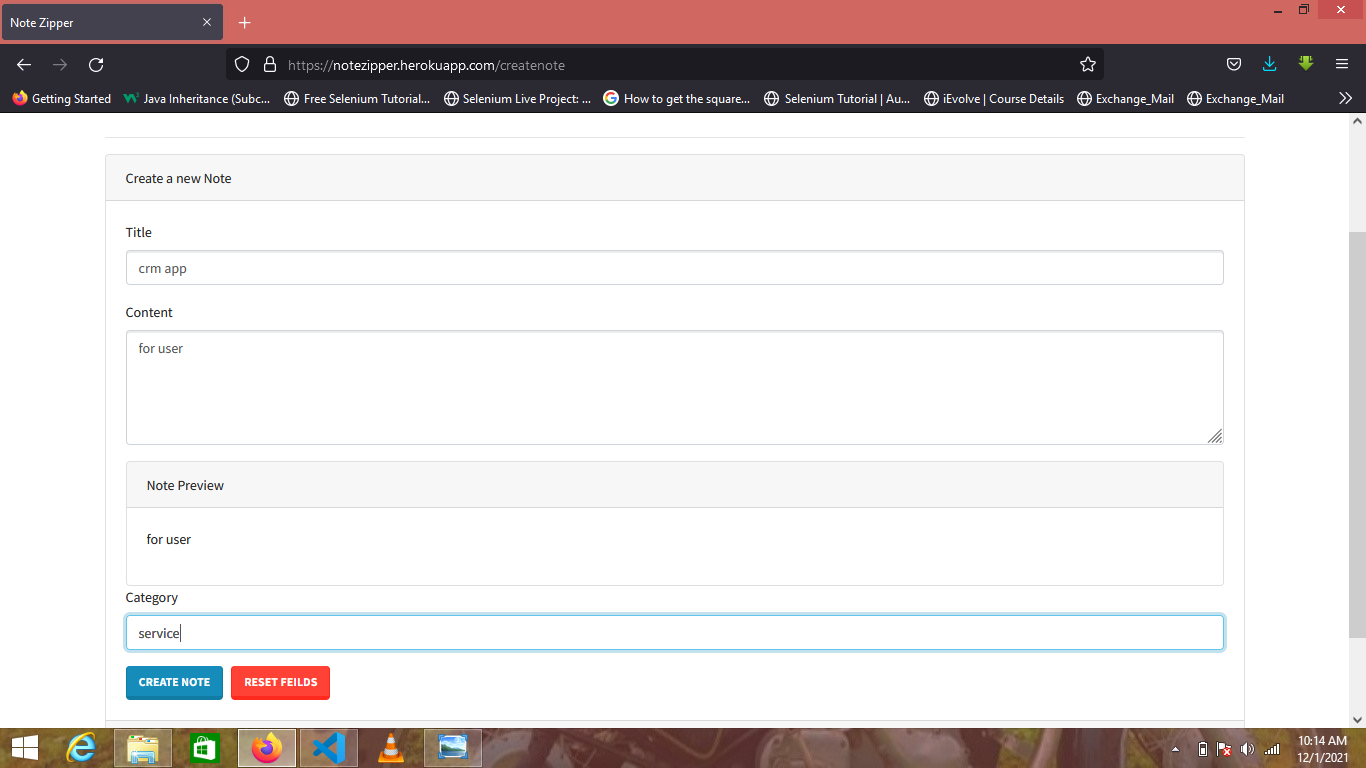 Note Zipper
https://notezipper.herokuapp.com/createnote
Getting Started
Java Inheritance (Subc...
Free Selenium Tutorial...
Selenium Live Project: ...
How to get the square...
Selenium Tutorial | Au...
iEvolve | Course Details
Exchange_Mail
Exchange_Mail
Create a new Note
Title
crm app
Content
for user
Note Preview
for user
Category
service
CREATE NOTE
RESET FEILDS
10:14 AM
12/1/2021